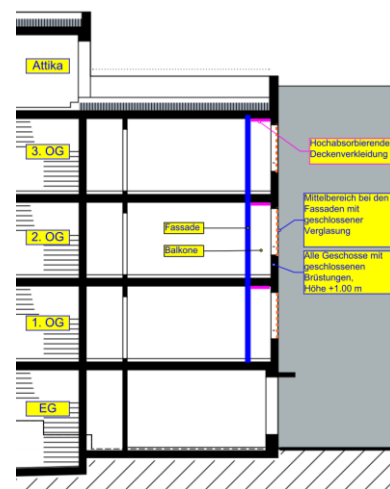 Attika
Hochabsorbierende
Deckenverkleidung
3. OG
Mittelbereich bei den
Fassaden mit
geschlossener
Verglasung
Fassade
2. OG
Balkone
Alle Geschosse mit
geschlossenen
Brüstungen,
Höhe +1.00 m
1. OG
EG